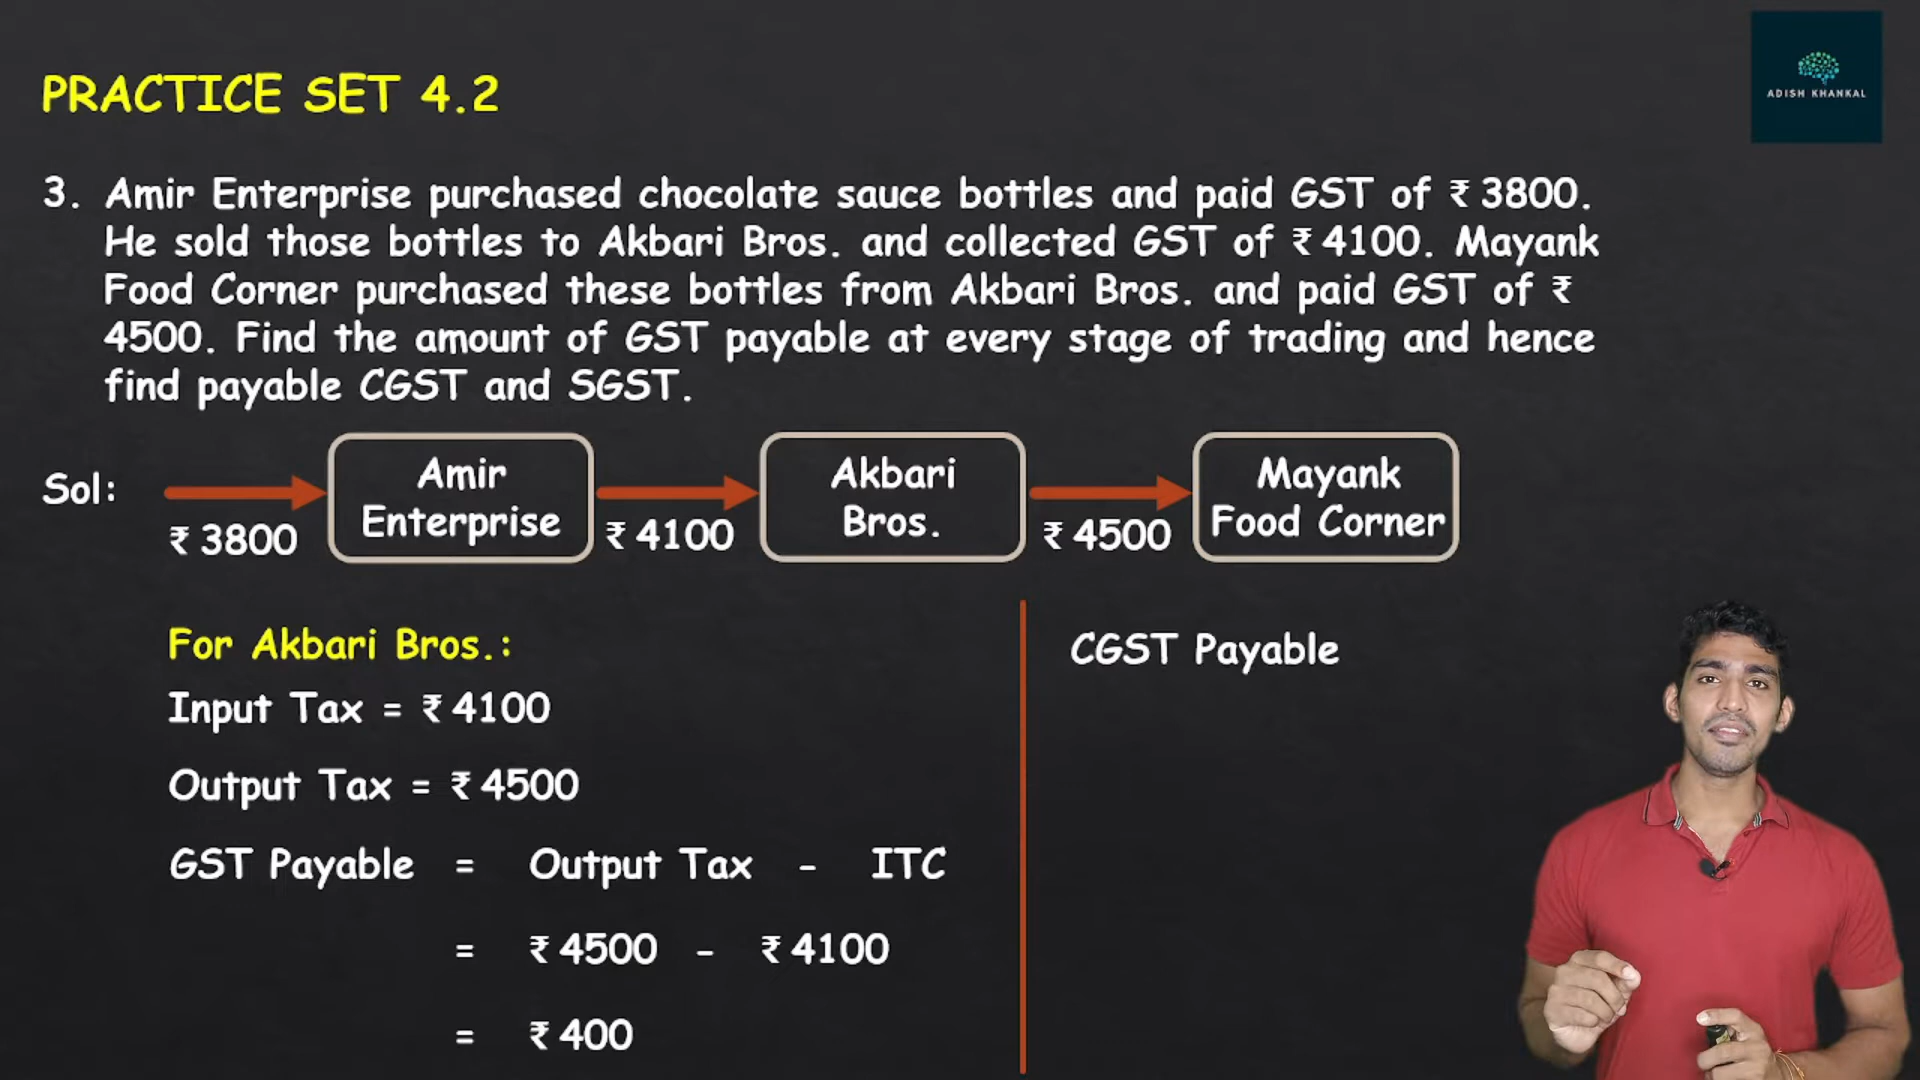 PRACTICE SET 4.2
ADISH KHANKAL
3. Amir Enterprise purchased chocolate sauce bottles and paid GST of ₹ 3800.
He sold those bottles to Akbari Bros. and collected GST of ₹ 4100. Mayank
Food Corner purchased these bottles from Akbari Bros. and paid GST of ₹
4500. Find the amount of GST payable at every stage of trading and hence
find payable CGST and SGST.
Sol:
₹ 3800
Amir
Enterprise
₹ 4100
Akbari
Bros.
₹ 4500
Mayank
Food Corner
For Akbari Bros.:
Input Tax = ₹ 4100
Output Tax = ₹ 4500
GST Payable = Output Tax - ITC
= ₹ 4500 - ₹ 4100
= ₹ 400
CGST Payable